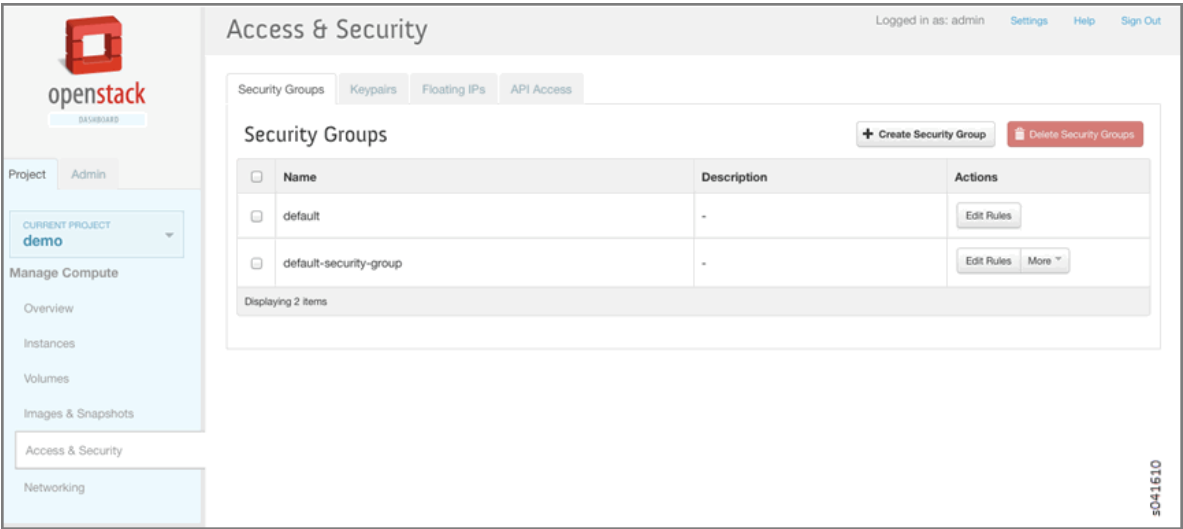 openstack
DASHBOARD
Project Admin
CURRENT PROJECT
demo
Manage Compute
Overview
Instances
Volumes
Images & Snapshots
Access & Security
Networking
Access & Security
Logged in as: admin Settings Help Sign Out
Security Groups Keypairs Floating IPs API Access
Security Groups
Create Security Group Delete Security Groups
Name Description Actions
default - Edit Rules
default-security-group - Edit Rules More
Displaying 2 items
s041610